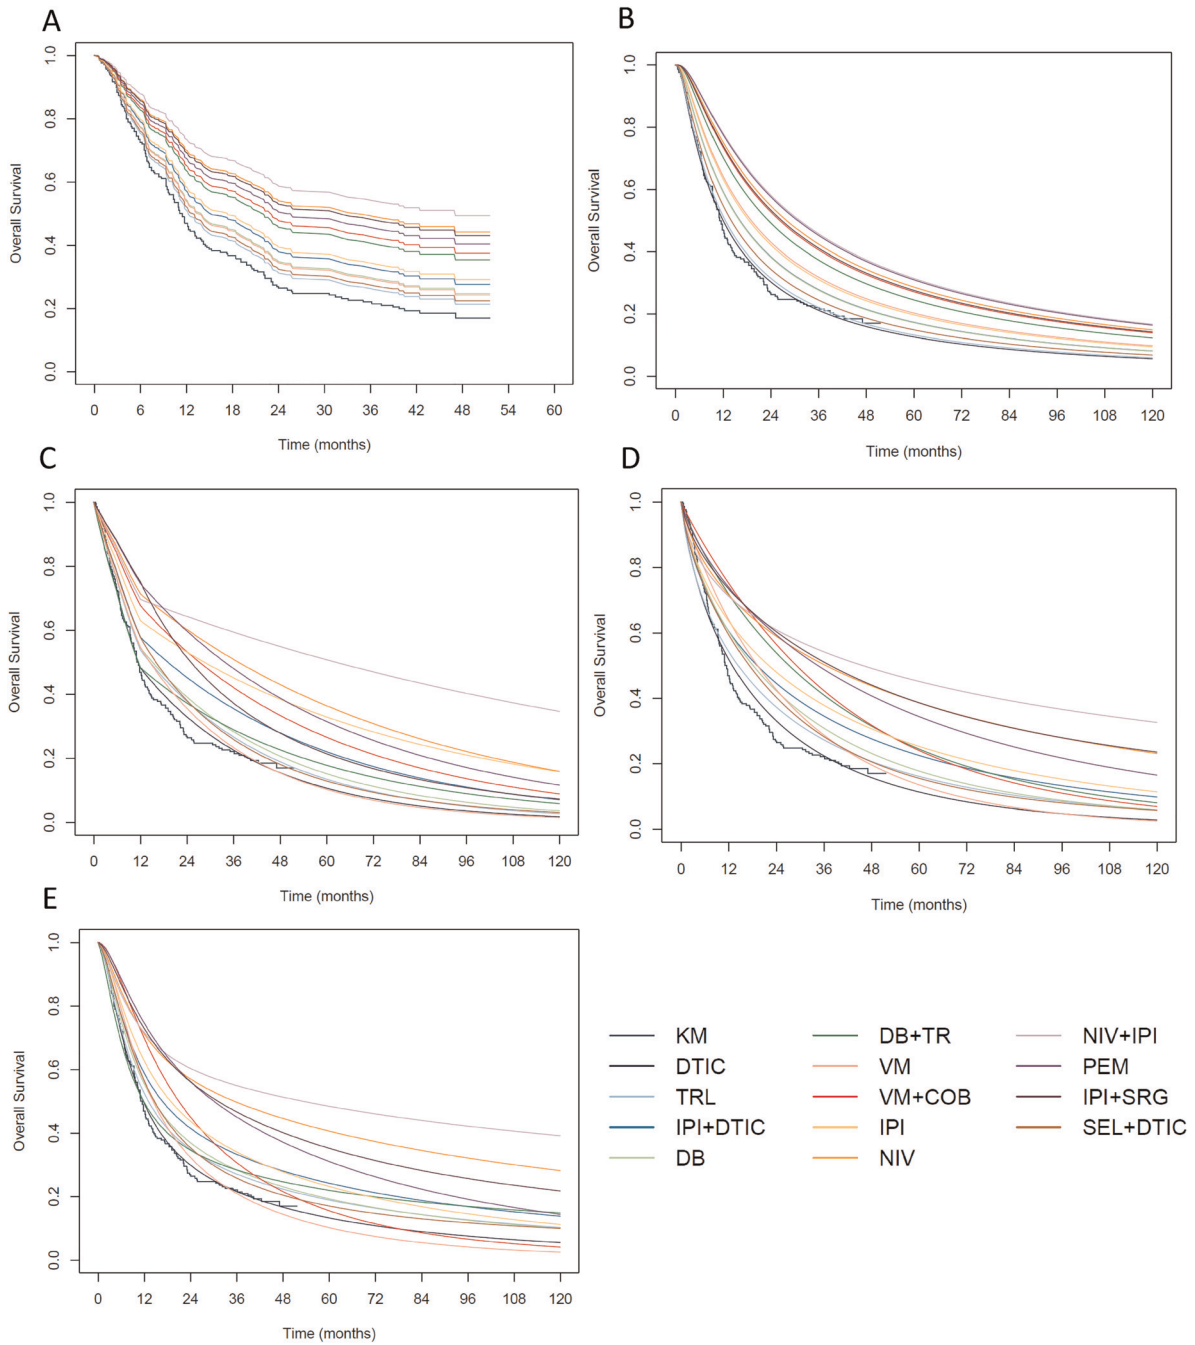 A
Overall Survival
1.0
0.8
0.6
0.4
0.2
0.0
0 6 12 18 24 30 36 42 48 54 60
Time (months)
B
Overall Survival
1.0
0.8
0.6
0.4
0.2
0.0
0 12 24 36 48 60 72 84 96 108 120
Time (months)
C
Overall Survival
1.0
0.8
0.6
0.4
0.2
0.0
0 12 24 36 48 60 72 84 96 108 120
Time (months)
D
Overall Survival
1.0
0.8
0.6
0.4
0.2
0.0
0 12 24 36 48 60 72 84 96 108 120
Time (months)
E
Overall Survival
1.0
0.8
0.6
0.4
0.2
0.0
0 12 24 36 48 60 72 84 96 108 120
Time (months)
KM
DTIC
TRL
IPI+DTIC
DB
DB+TR
VM
VM+COB
IPI
NIV
NIV+IPI
PEM
IPI+SRG
SEL+DTIC